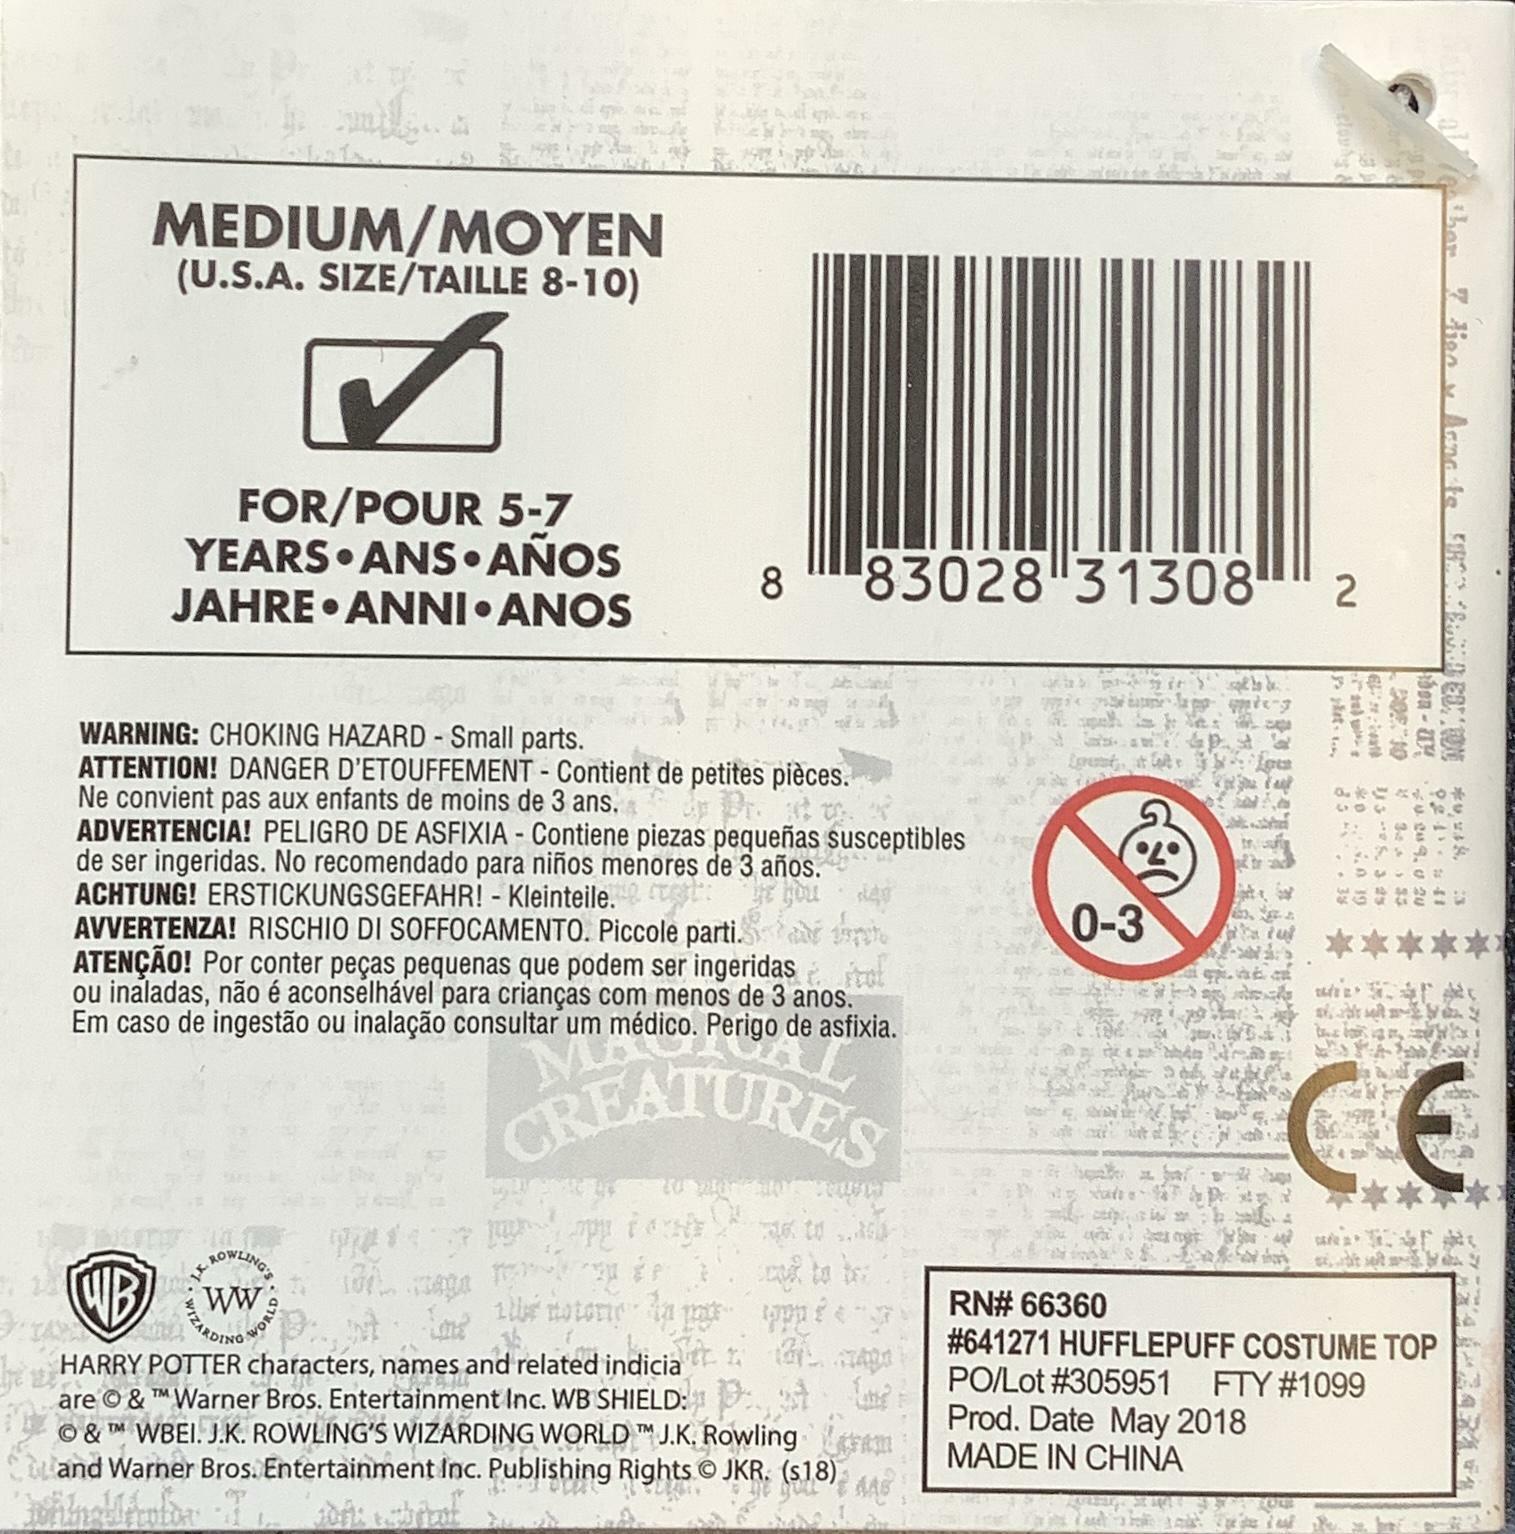 MEDIUM/MOYEN
(U.S.A. SIZE/TAILLE 8-10)
FOR/POUR 5-7
YEARS•ANS•AÑOS
JAHRE•ANNI•ANOS
8 83028 31308 2
WARNING: CHOKING HAZARD - Small parts.
ATTENTION! DANGER D'ETOUFFEMENT - Contient de petites pièces.
Ne convient pas aux enfants de moins de 3 ans.
ADVERTENCIA! PELIGRO DE ASFIXIA - Contiene piezas pequeñas susceptibles
de ser ingeridas. No recomendado para niños menores de 3 años.
ACHTUNG! ERSTICKUNGSGEFAHR! - Kleinteile.
AVVERTENZA! RISCHIO DI SOFFOCAMENTO. Piccole parti.
ATENÇÃO! Por conter peças pequenas que podem ser ingeridas
ou inaladas, não é aconselhável para crianças com menos de 3 anos.
Em caso de ingestão ou inalação consultar um médico. Perigo de asfixia.
0-3
MAGICAL
CREATURES
CE
WB
J.K. ROWLING'S
WW
WIZARDING WORLD
HARRY POTTER characters, names and related indicia
are © & ™ Warner Bros. Entertainment Inc. WB SHIELD:
© & ™ WBEI. J.K. ROWLING'S WIZARDING WORLD ™ J.K. Rowling
and Warner Bros. Entertainment Inc. Publishing Rights © JKR. (s18)
RN# 66360
#641271 HUFFLEPUFF COSTUME TOP
PO/Lot #305951 FTY #1099
Prod. Date May 2018
MADE IN CHINA